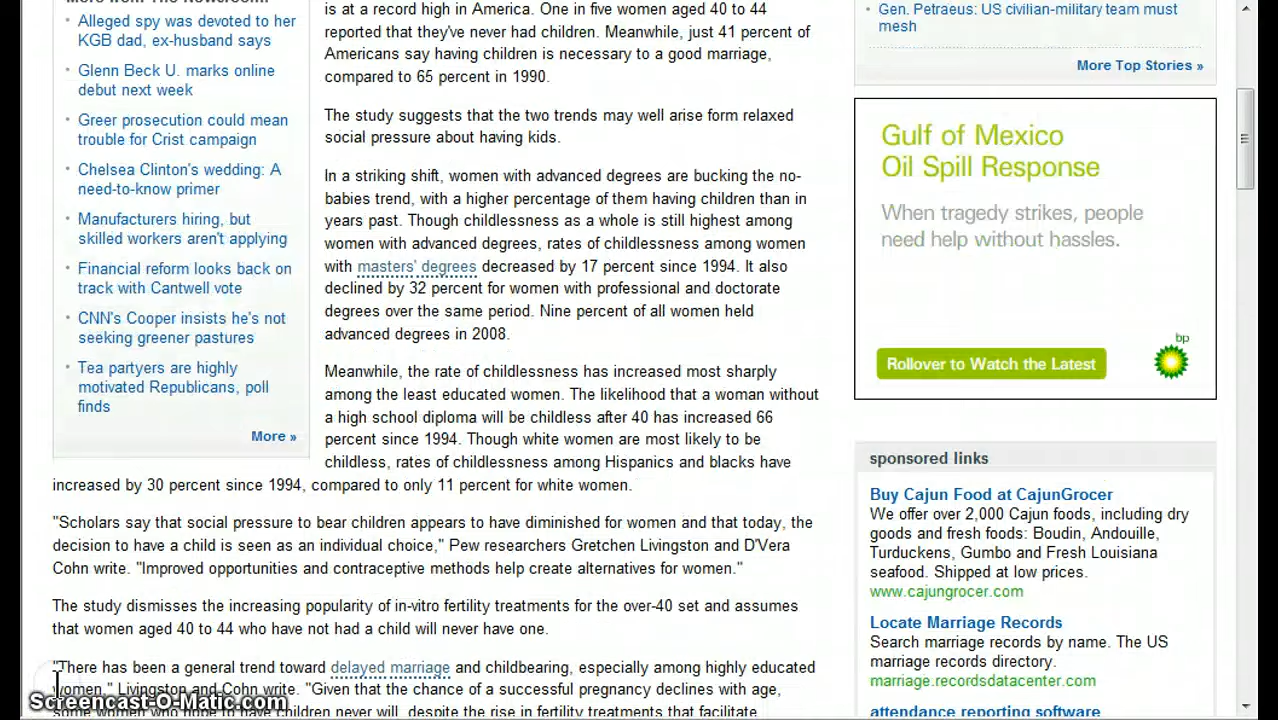 More from The Newsroom:
Alleged spy was devoted to her
KGB dad, ex-husband says
Glenn Beck U. marks online
debut next week
Greer prosecution could mean
trouble for Crist campaign
Chelsea Clinton's wedding: A
need-to-know primer
Manufacturers hiring, but
skilled workers aren't applying
Financial reform looks back on
track with Cantwell vote
CNN's Cooper insists he's not
seeking greener pastures
Tea partyers are highly
motivated Republicans, poll
finds
More »
is at a record high in America. One in five women aged 40 to 44
reported that they've never had children. Meanwhile, just 41 percent of
Americans say having children is necessary to a good marriage,
compared to 65 percent in 1990.
The study suggests that the two trends may well arise form relaxed
social pressure about having kids.
In a striking shift, women with advanced degrees are bucking the no-
babies trend, with a higher percentage of them having children than in
years past. Though childlessness as a whole is still highest among
women with advanced degrees, rates of childlessness among women
with masters' degrees decreased by 17 percent since 1994. It also
declined by 32 percent for women with professional and doctorate
degrees over the same period. Nine percent of all women held
advanced degrees in 2008.
Meanwhile, the rate of childlessness has increased most sharply
among the least educated women. The likelihood that a woman without
a high school diploma will be childless after 40 has increased 66
percent since 1994. Though white women are most likely to be
childless, rates of childlessness among Hispanics and blacks have
increased by 30 percent since 1994, compared to only 11 percent for white women.
"Scholars say that social pressure to bear children appears to have diminished for women and that today, the
decision to have a child is seen as an individual choice," Pew researchers Gretchen Livingston and D'Vera
Cohn write. "Improved opportunities and contraceptive methods help create alternatives for women."
The study dismisses the increasing popularity of in-vitro fertility treatments for the over-40 set and assumes
that women aged 40 to 44 who have not had a child will never have one.
"There has been a general trend toward delayed marriage and childbearing, especially among highly educated
women," Livingston and Cohn write. "Given that the chance of a successful pregnancy declines with age,
some women who hope to have children never will, despite the rise in fertility treatments that facilitate
Screencast-O-Matic.com
Gen. Petraeus: US civilian-military team must
mesh
More Top Stories »
Gulf of Mexico
Oil Spill Response
When tragedy strikes, people
need help without hassles.
Rollover to Watch the Latest
bp
sponsored links
Buy Cajun Food at CajunGrocer
We offer over 2,000 Cajun foods, including dry
goods and fresh foods: Boudin, Andouille,
Turduckens, Gumbo and Fresh Louisiana
seafood. Shipped at low prices.
www.cajungrocer.com
Locate Marriage Records
Search marriage records by name. The US
marriage records directory.
marriage.recordsdatacenter.com
attendance reporting software